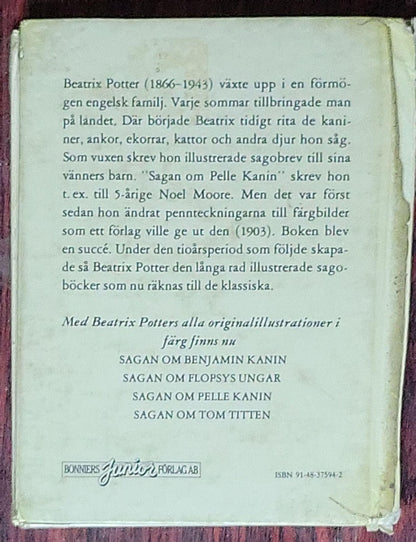 Beatrix Potter (1866-1943) växte upp i en förmö-
gen engelsk familj. Varje sommar tillbringade man
på landet. Där började Beatrix tidigt rita de kani-
ner, ankor, ekorrar, kattor och andra djur hon såg.
Som vuxen skrev hon illustrerade sagobrev till sina
vänners barn. "Sagan om Pelle Kanin" skrev hon
t. ex. till 5-årige Noel Moore. Men det var först
sedan hon ändrat pennteckningarna till färgbilder
som ett förlag ville ge ut den (1903). Boken blev
en succé. Under den tioårsperiod som följde skapa-
de så Beatrix Potter den långa rad illustrerade sago-
böcker som nu räknas till de klassiska.
Med Beatrix Potters alla originalillustrationer i
färg finns nu
SAGAN OM BENJAMIN KANIN
SAGAN OM FLOPSYS UNGAR
SAGAN OM PELLE KANIN
SAGAN OM TOM TITTEN
BONNIERS Junior FÖRLAG AB
ISBN 91-48-37594-2